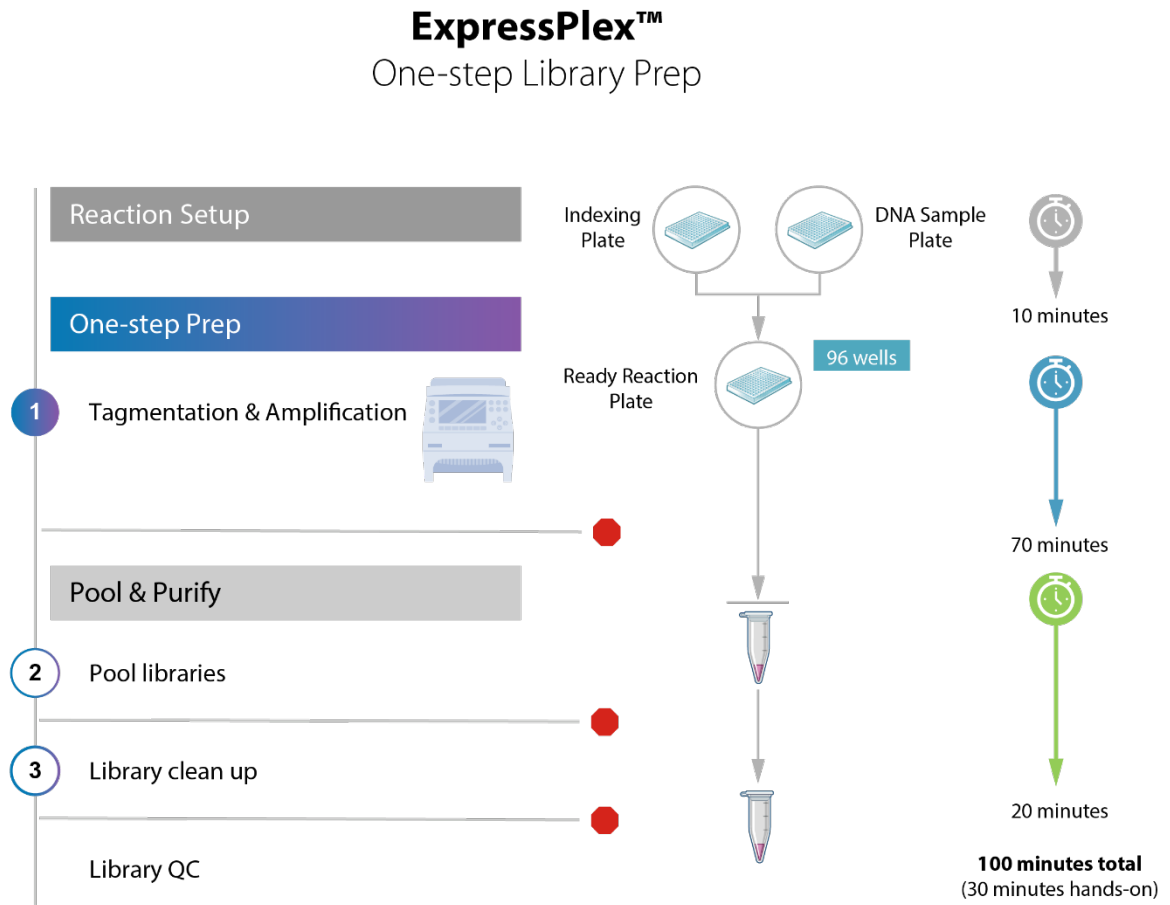 ExpressPlex™
One-step Library Prep
Reaction Setup
Indexing
Plate
DNA Sample
Plate
10 minutes
One-step Prep
96 wells
Ready Reaction
Plate
1
Tagmentation & Amplification
70 minutes
Pool & Purify
2
Pool libraries
3
Library clean up
20 minutes
Library QC
100 minutes total
(30 minutes hands-on)